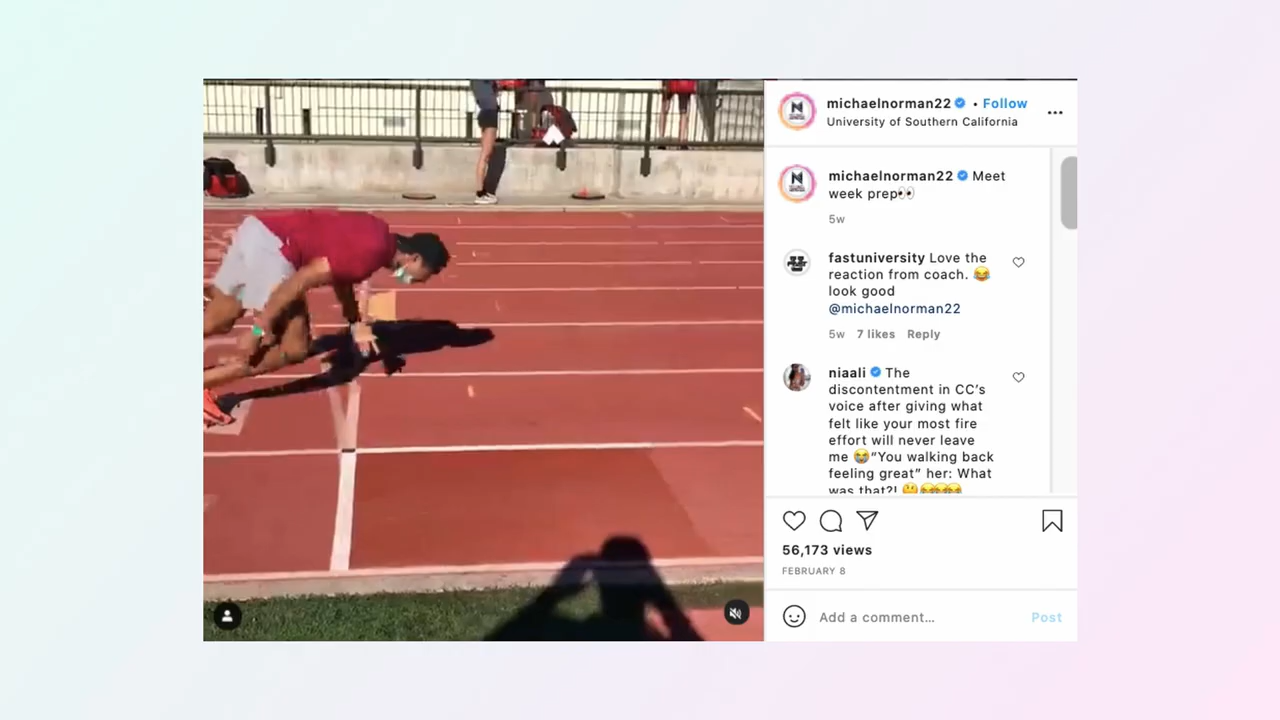 michaelnorman22 • Follow
University of Southern California
michaelnorman22 Meet
week prep👀
5w
fastuniversity Love the
reaction from coach. 😂
look good
@michaelnorman22
5w 7 likes Reply
niaali The
discontentment in CC's
voice after giving what
felt like your most fire
effort will never leave
me 😭"You walking back
feeling great" her: What
was that?! 🤔😂😂😂
56,173 views
FEBRUARY 8
Add a comment...
Post